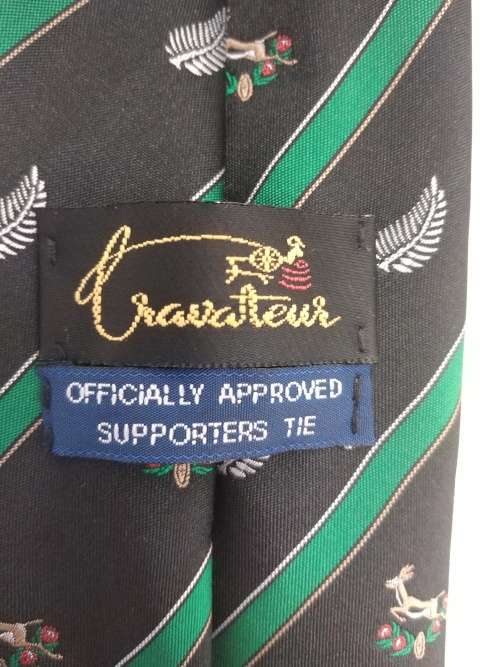 Cravatteur
OFFICIALLY APPROVED
SUPPORTERS TIE